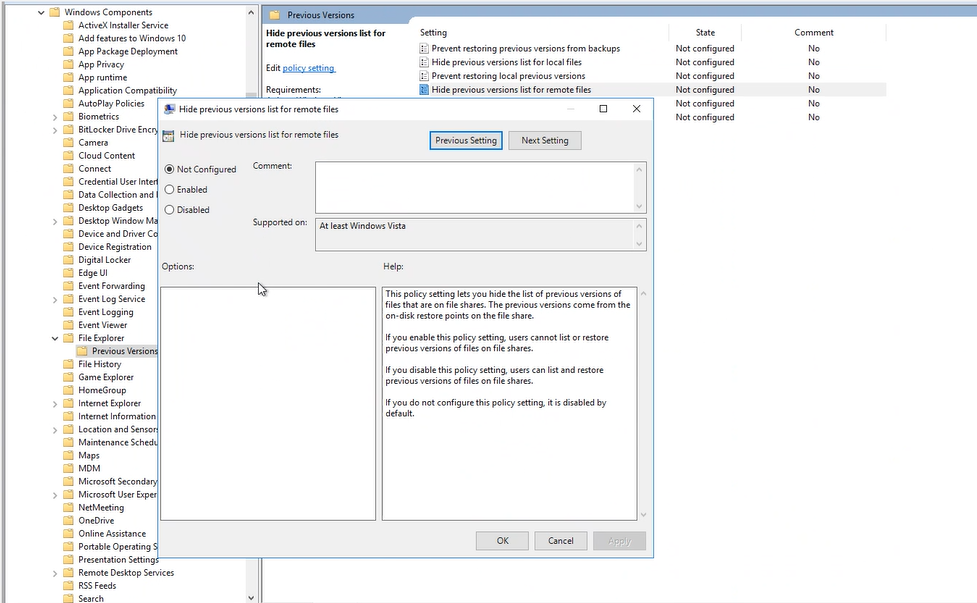 Windows Components
ActiveX Installer Service
Add features to Windows 10
App Package Deployment
App Privacy
App runtime
Application Compatibility
AutoPlay Policies
Biometrics
BitLocker Drive Encry
Camera
Cloud Content
Connect
Credential User Inter
Data Collection and
Desktop Gadgets
Desktop Window Ma
Device and Driver Co
Device Registration
Digital Locker
Edge UI
Event Forwarding
Event Log Service
Event Logging
Event Viewer
File Explorer
Previous Versions
File History
Game Explorer
HomeGroup
Internet Explorer
Internet Information
Location and Sensors
Maintenance Schedu
Maps
MDM
Microsoft Secondary
Microsoft User Exper
NetMeeting
OneDrive
Online Assistance
Portable Operating S
Presentation Settings
Remote Desktop Services
RSS Feeds
Search
Previous Versions
Hide previous versions list for
remote files
Edit policy setting
Requirements:
Setting State Comment
Prevent restoring previous versions from backups Not configured No
Hide previous versions list for local files Not configured No
Prevent restoring local previous versions Not configured No
Hide previous versions list for remote files Not configured No
Not configured No
Not configured No
Hide previous versions list for remote files
Hide previous versions list for remote files
Previous Setting Next Setting
Not Configured
Enabled
Disabled
Comment:
Supported on:
At least Windows Vista
Options:
Help:
This policy setting lets you hide the list of previous versions of
files that are on file shares. The previous versions come from the
on-disk restore points on the file share.
If you enable this policy setting, users cannot list or restore
previous versions of files on file shares.
If you disable this policy setting, users can list and restore
previous versions of files on file shares.
If you do not configure this policy setting, it is disabled by
default.
OK Cancel Apply